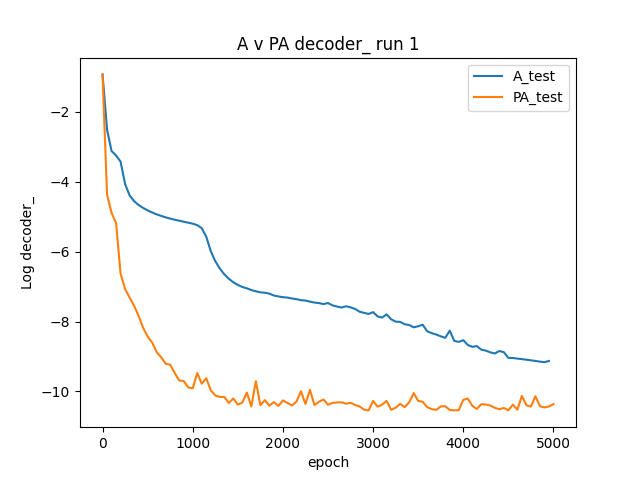 A v PA decoder_ run 1
A_test
PA_test
Log decoder_
−2
−4
−6
−8
−10
0
1000
2000
3000
4000
5000
epoch